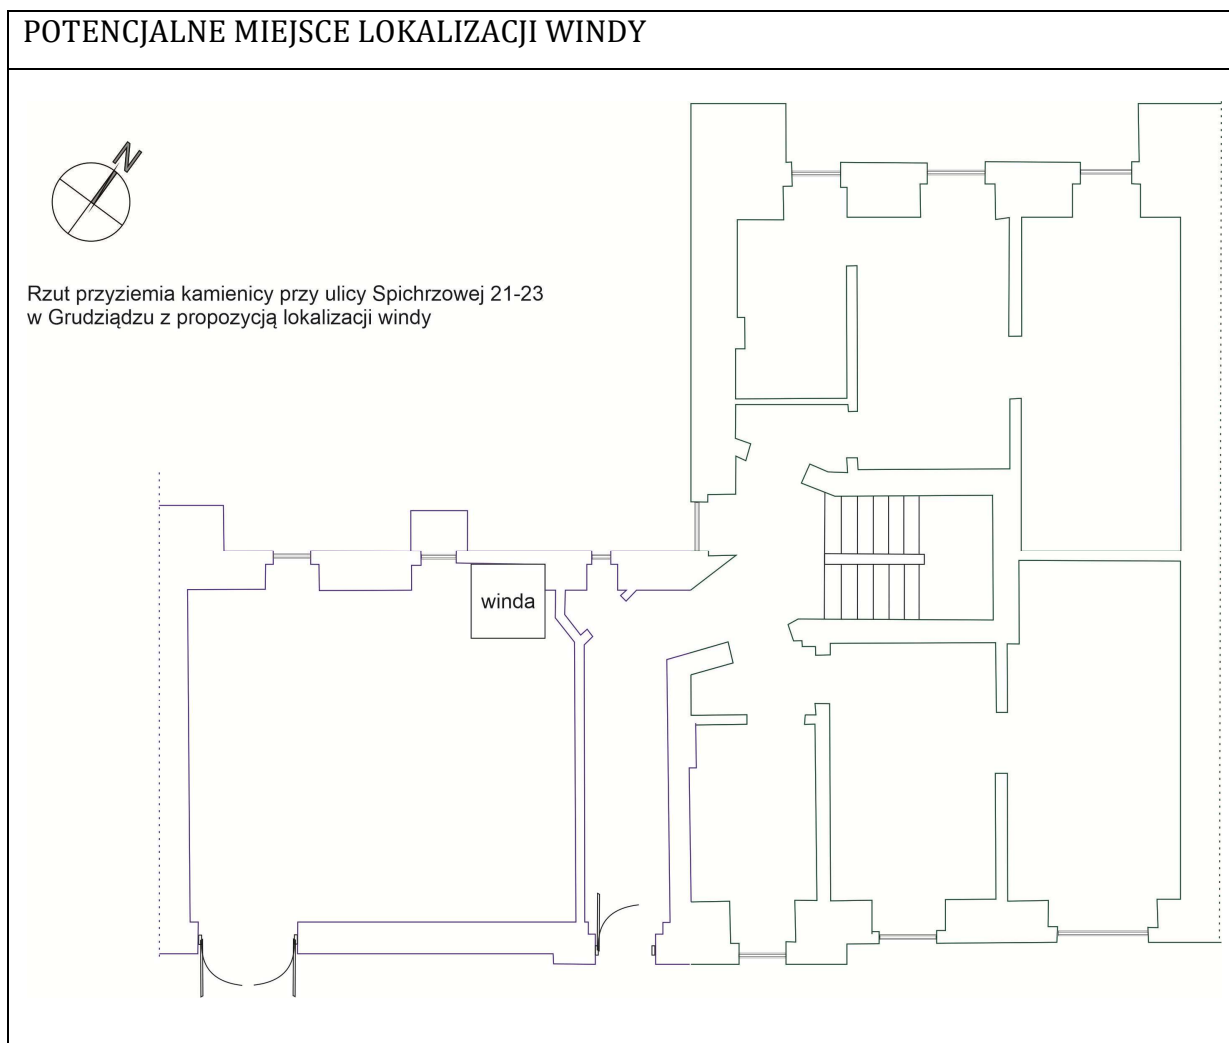 POTENCJALNE MIEJSCE LOKALIZACJI WINDY
N
Rzut przyziemia kamienicy przy ulicy Spichrzowej 21-23
w Grudziądzu z propozycją lokalizacji windy
winda